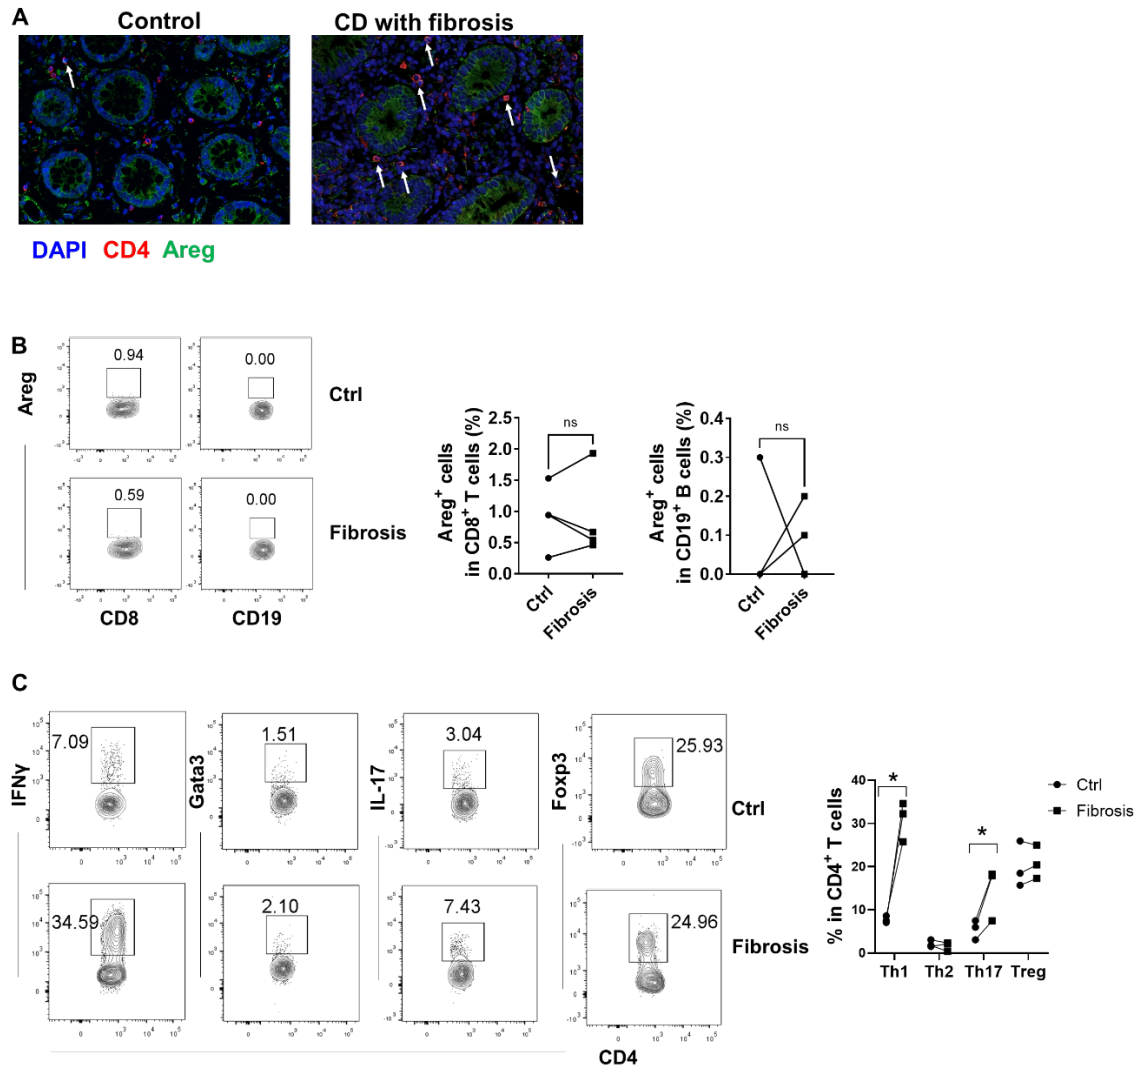 A
Control
CD with fibrosis
DAPI CD4 Areg
B
Areg
0.94
0.00
Ctrl
0.59
0.00
Fibrosis
CD8
CD19
Areg⁺ cells
in CD8⁺ T cells (%)
2.5
2.0
1.5
1.0
0.5
0.0
ns
Ctrl
Fibrosis
Areg⁺ cells
in CD19⁺ B cells (%)
0.4
0.3
0.2
0.1
0.0
ns
Ctrl
Fibrosis
C
IFNγ
7.09
Gata3
1.51
IL-17
3.04
Foxp3
25.93
Ctrl
34.59
2.10
7.43
24.96
Fibrosis
CD4
% in CD4⁺ T cells
40
30
20
10
0
*
*
Th1
Th2
Th17
Treg
Ctrl
Fibrosis